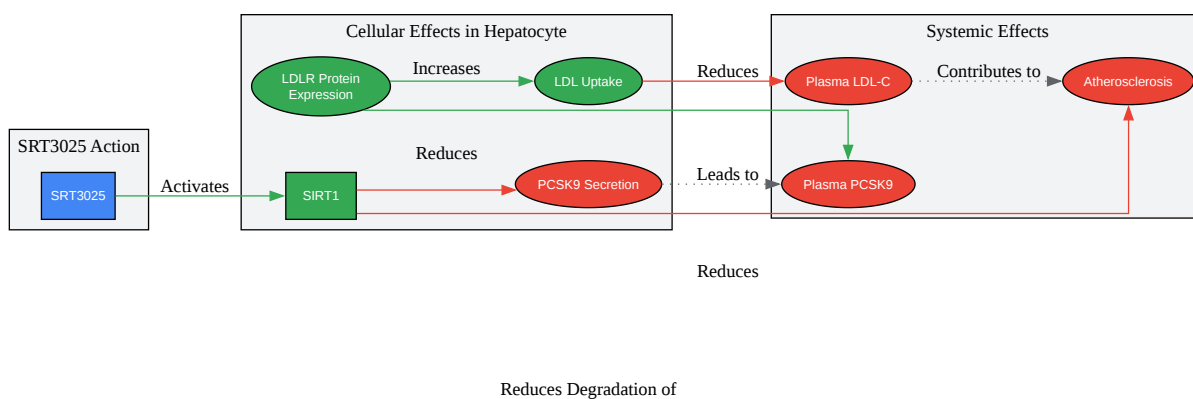 Cellular Effects in Hepatocyte
Systemic Effects
LDLR Protein
Expression
Increases
LDL Uptake
Reduces
Plasma LDL-C
Contributes to
Atherosclerosis
SRT3025 Action
SRT3025
Activates
SIRT1
Reduces
PCSK9 Secretion
Leads to
Plasma PCSK9
Reduces
Reduces Degradation of